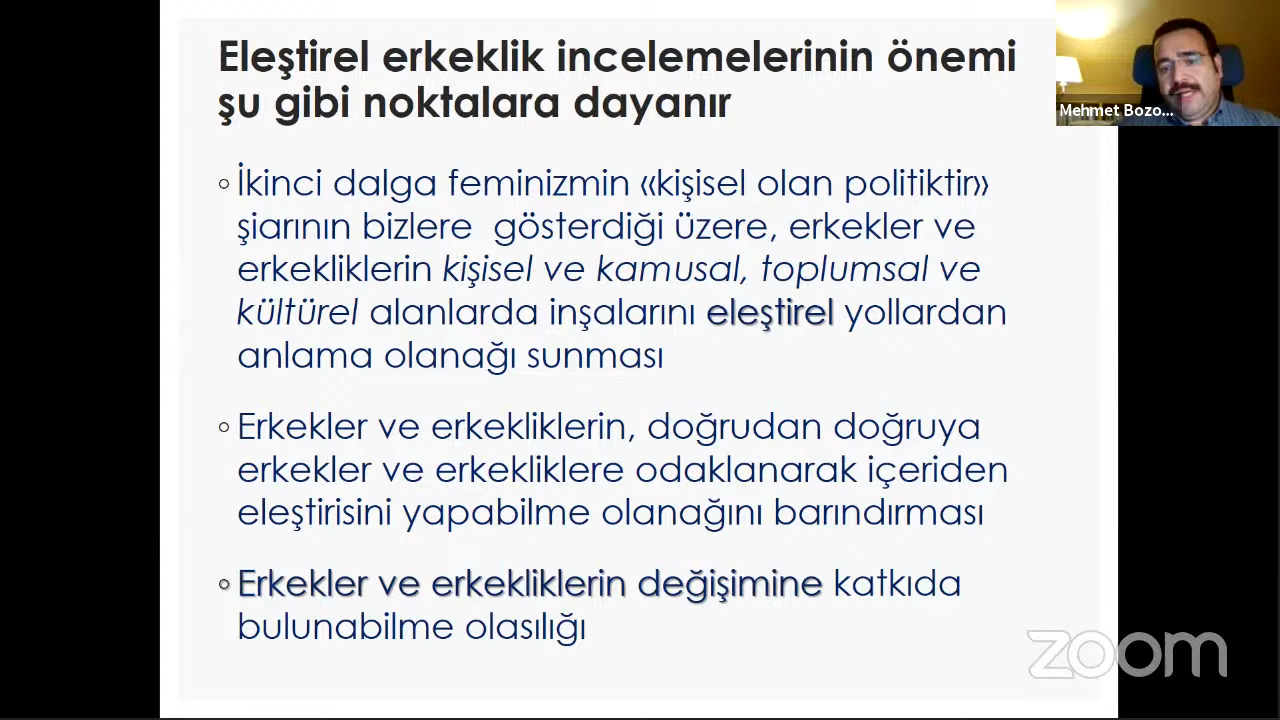 Eleştirel erkeklik incelemelerinin önemi
şu gibi noktalara dayanır
Mehmet Bozo...
◦ İkinci dalga feminizmin «kişisel olan politiktir»
şiarının bizlere gösterdiği üzere, erkekler ve
erkekliklerin kişisel ve kamusal, toplumsal ve
kültürel alanlarda inşalarını eleştirel yollardan
anlama olanağı sunması
◦ Erkekler ve erkekliklerin, doğrudan doğruya
erkekler ve erkekliklere odaklanarak içeriden
eleştirisini yapabilme olanağını barındırması
◦ Erkekler ve erkekliklerin değişimine katkıda
bulunabilme olasılığı
zoom